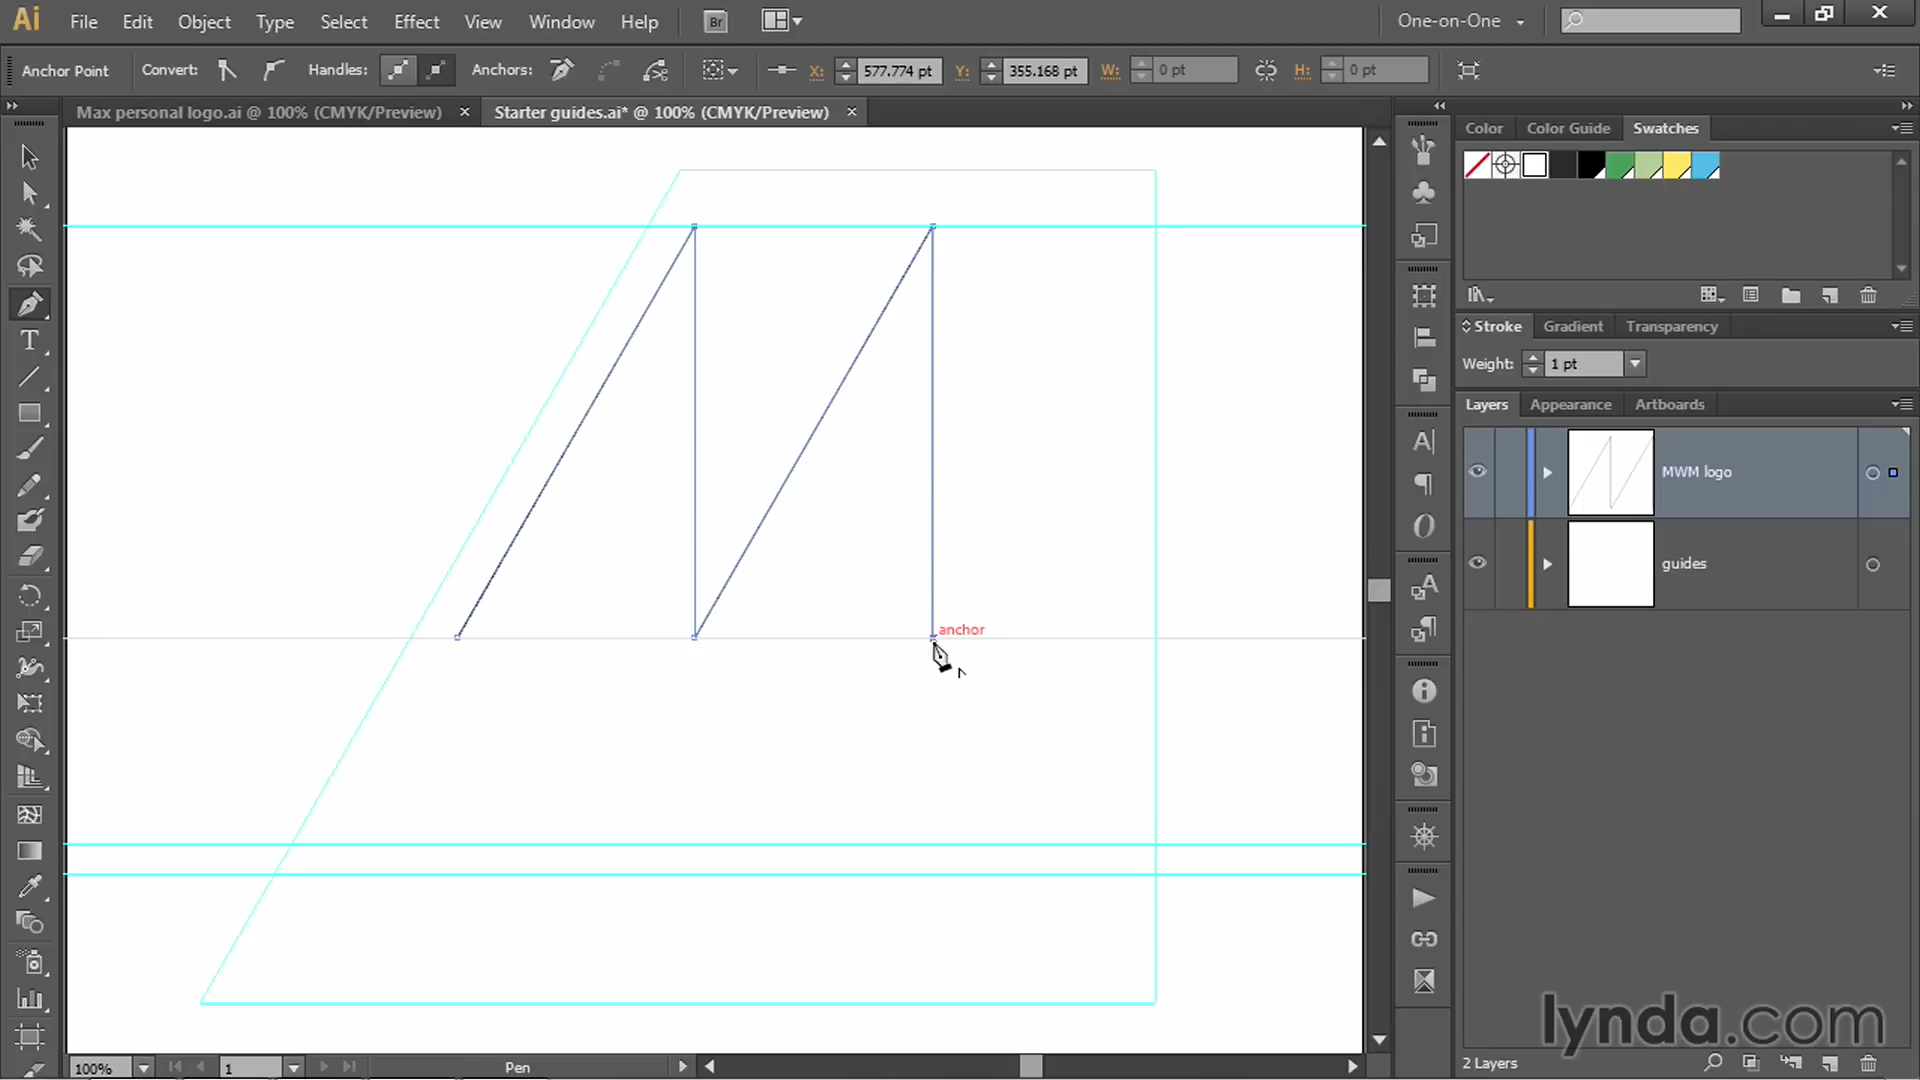 Ai File Edit Object Type Select Effect View Window Help Br One-on-One
Anchor Point Convert: Handles: Anchors: X: 577.774 pt Y: 355.168 pt W: 0 pt H: 0 pt
Max personal logo.ai @ 100% (CMYK/Preview) × Starter guides.ai* @ 100% (CMYK/Preview) ×
Color Color Guide Swatches
Stroke Gradient Transparency
Weight: 1 pt
Layers Appearance Artboards
MWM logo
guides
anchor
lynda.com
2 Layers
100% 1 Pen